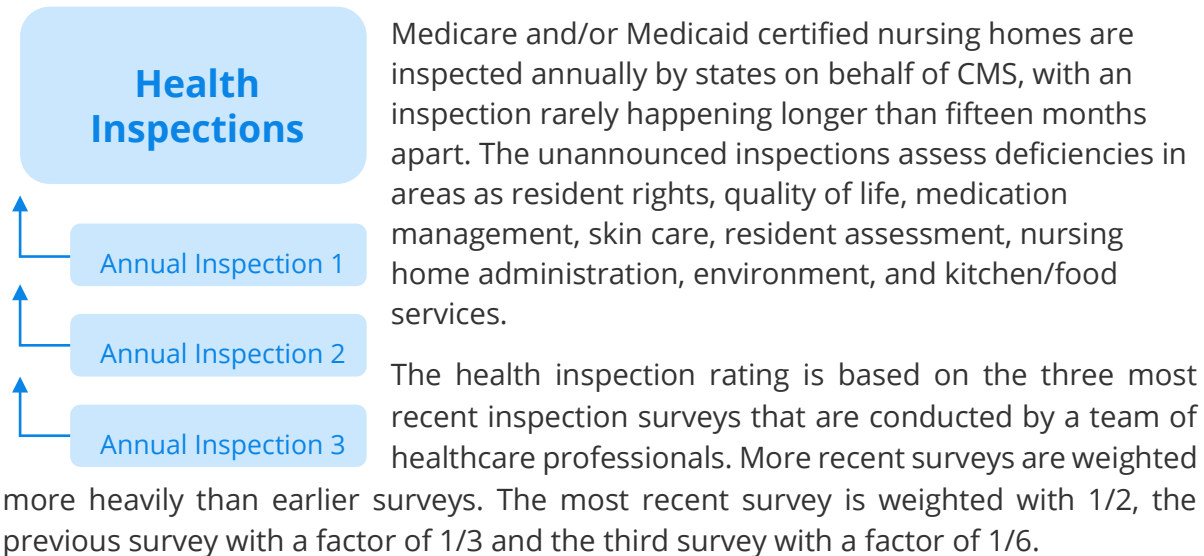 Health
Inspections
Annual Inspection 1
Annual Inspection 2
Annual Inspection 3
Medicare and/or Medicaid certified nursing homes are
inspected annually by states on behalf of CMS, with an
inspection rarely happening longer than fifteen months
apart. The unannounced inspections assess deficiencies in
areas as resident rights, quality of life, medication
management, skin care, resident assessment, nursing
home administration, environment, and kitchen/food
services.
The health inspection rating is based on the three most
recent inspection surveys that are conducted by a team of
healthcare professionals. More recent surveys are weighted
more heavily than earlier surveys. The most recent survey is weighted with 1/2, the
previous survey with a factor of 1/3 and the third survey with a factor of 1/6.